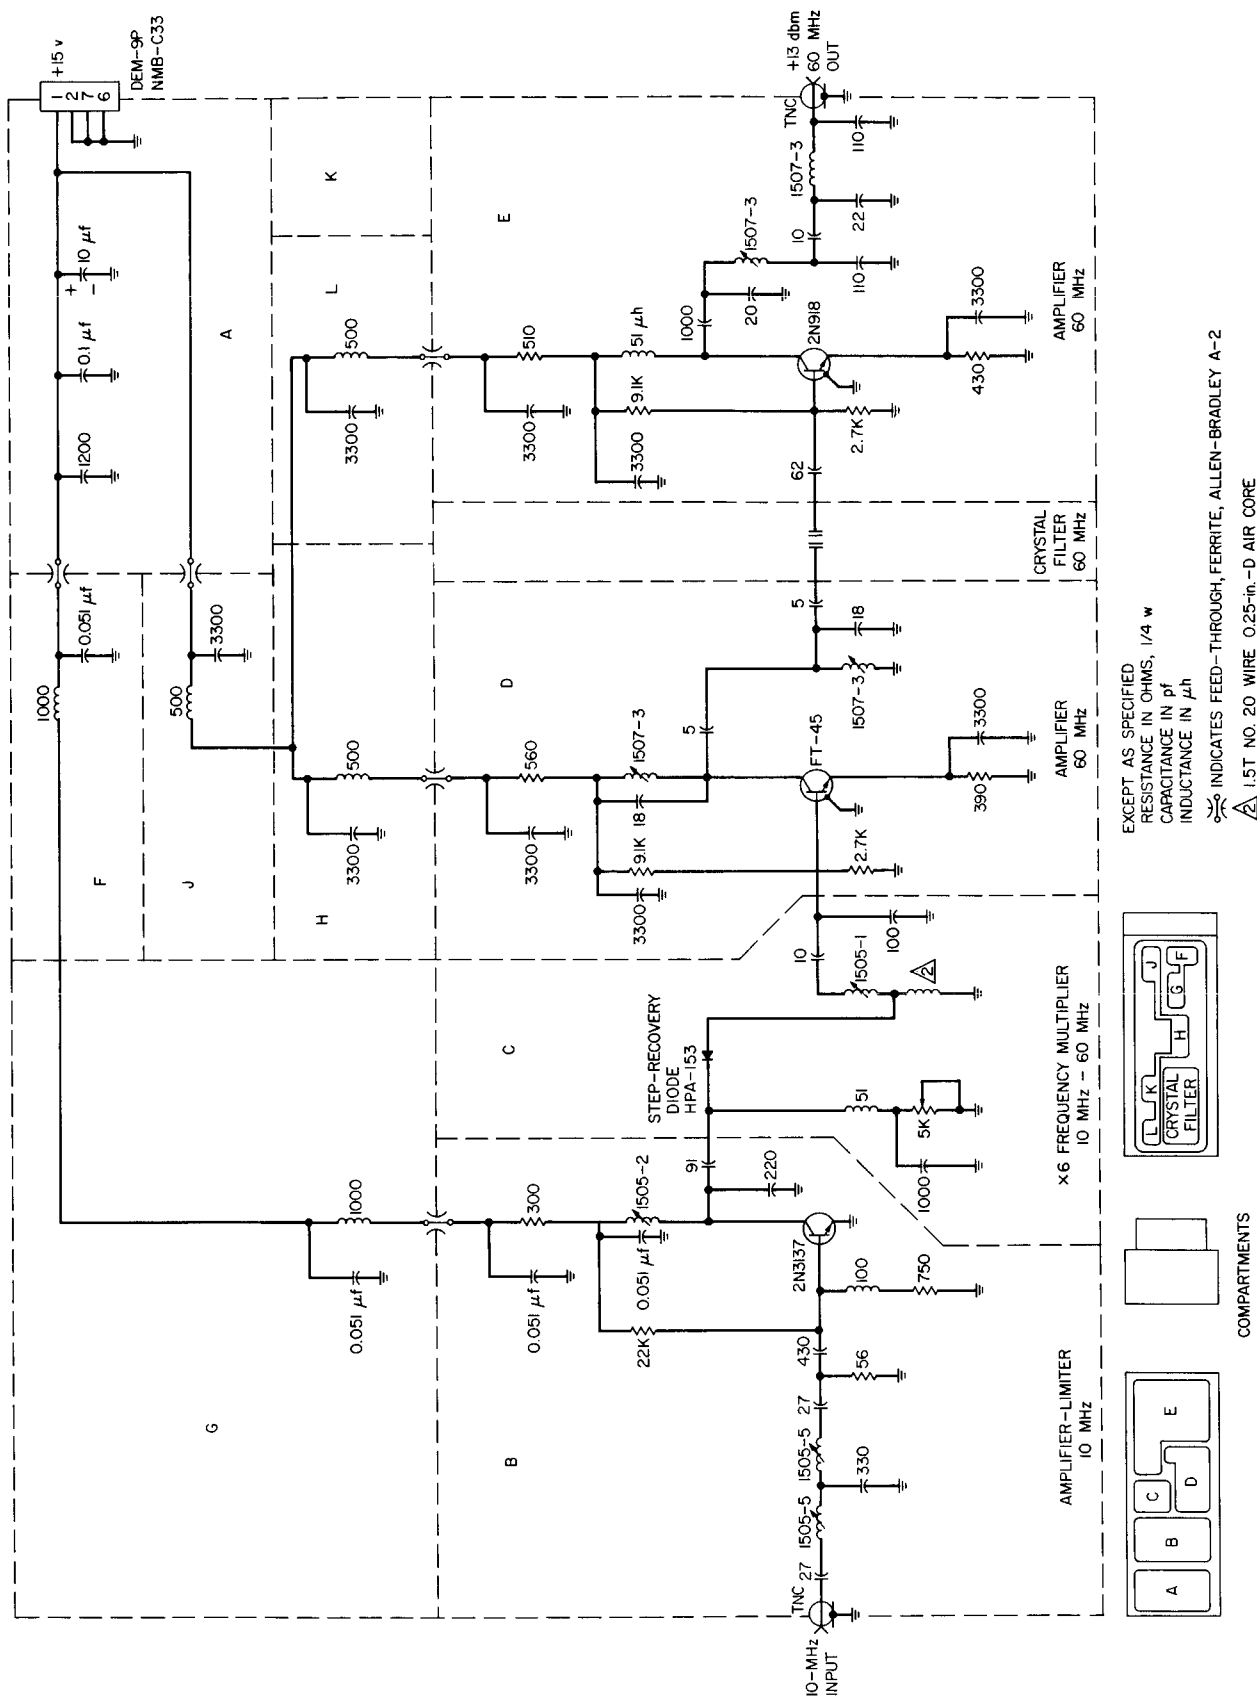 +15 v
1
2
7
6
DEM-9P
NMB-C33
10 µf
+
−
0.1 µf
1200
A
F
0.051 µf
1000
J
3300
500
K
L
500
3300
H
500
3300
G
1000
0.051 µf
E
510
3300
51 µh
9.1K
3300
1000
20
1507-3
2N918
2.7K
62
430
3300
110
10
22
1507-3
110
TNC
+13 dbm
60 MHz
OUT
AMPLIFIER
60 MHz
CRYSTAL
FILTER
60 MHz
D
560
3300
1507-3
18
9.1K
3300
5
5
18
1507-3
FT-45
2.7K
390
3300
AMPLIFIER
60 MHz
C
STEP-RECOVERY
DIODE
HPA-153
10
100
1505-1
2
51
5K
1000
×6 FREQUENCY MULTIPLIER
10 MHz – 60 MHz
B
300
0.051 µf
1505-2
0.051 µf
22K
91
220
2N3137
100
750
430
56
27
1505-5
330
1505-5
27
TNC
10-MHz
INPUT
AMPLIFIER-LIMITER
10 MHz
EXCEPT AS SPECIFIED
RESISTANCE IN OHMS, 1/4 w
CAPACITANCE IN pf
INDUCTANCE IN µh
INDICATES FEED-THROUGH, FERRITE, ALLEN-BRADLEY A-2
2 1.5T NO. 20 WIRE 0.25-in.-D AIR CORE
A
B
C
D
E
COMPARTMENTS
L
K
J
CRYSTAL
FILTER
H
G
F